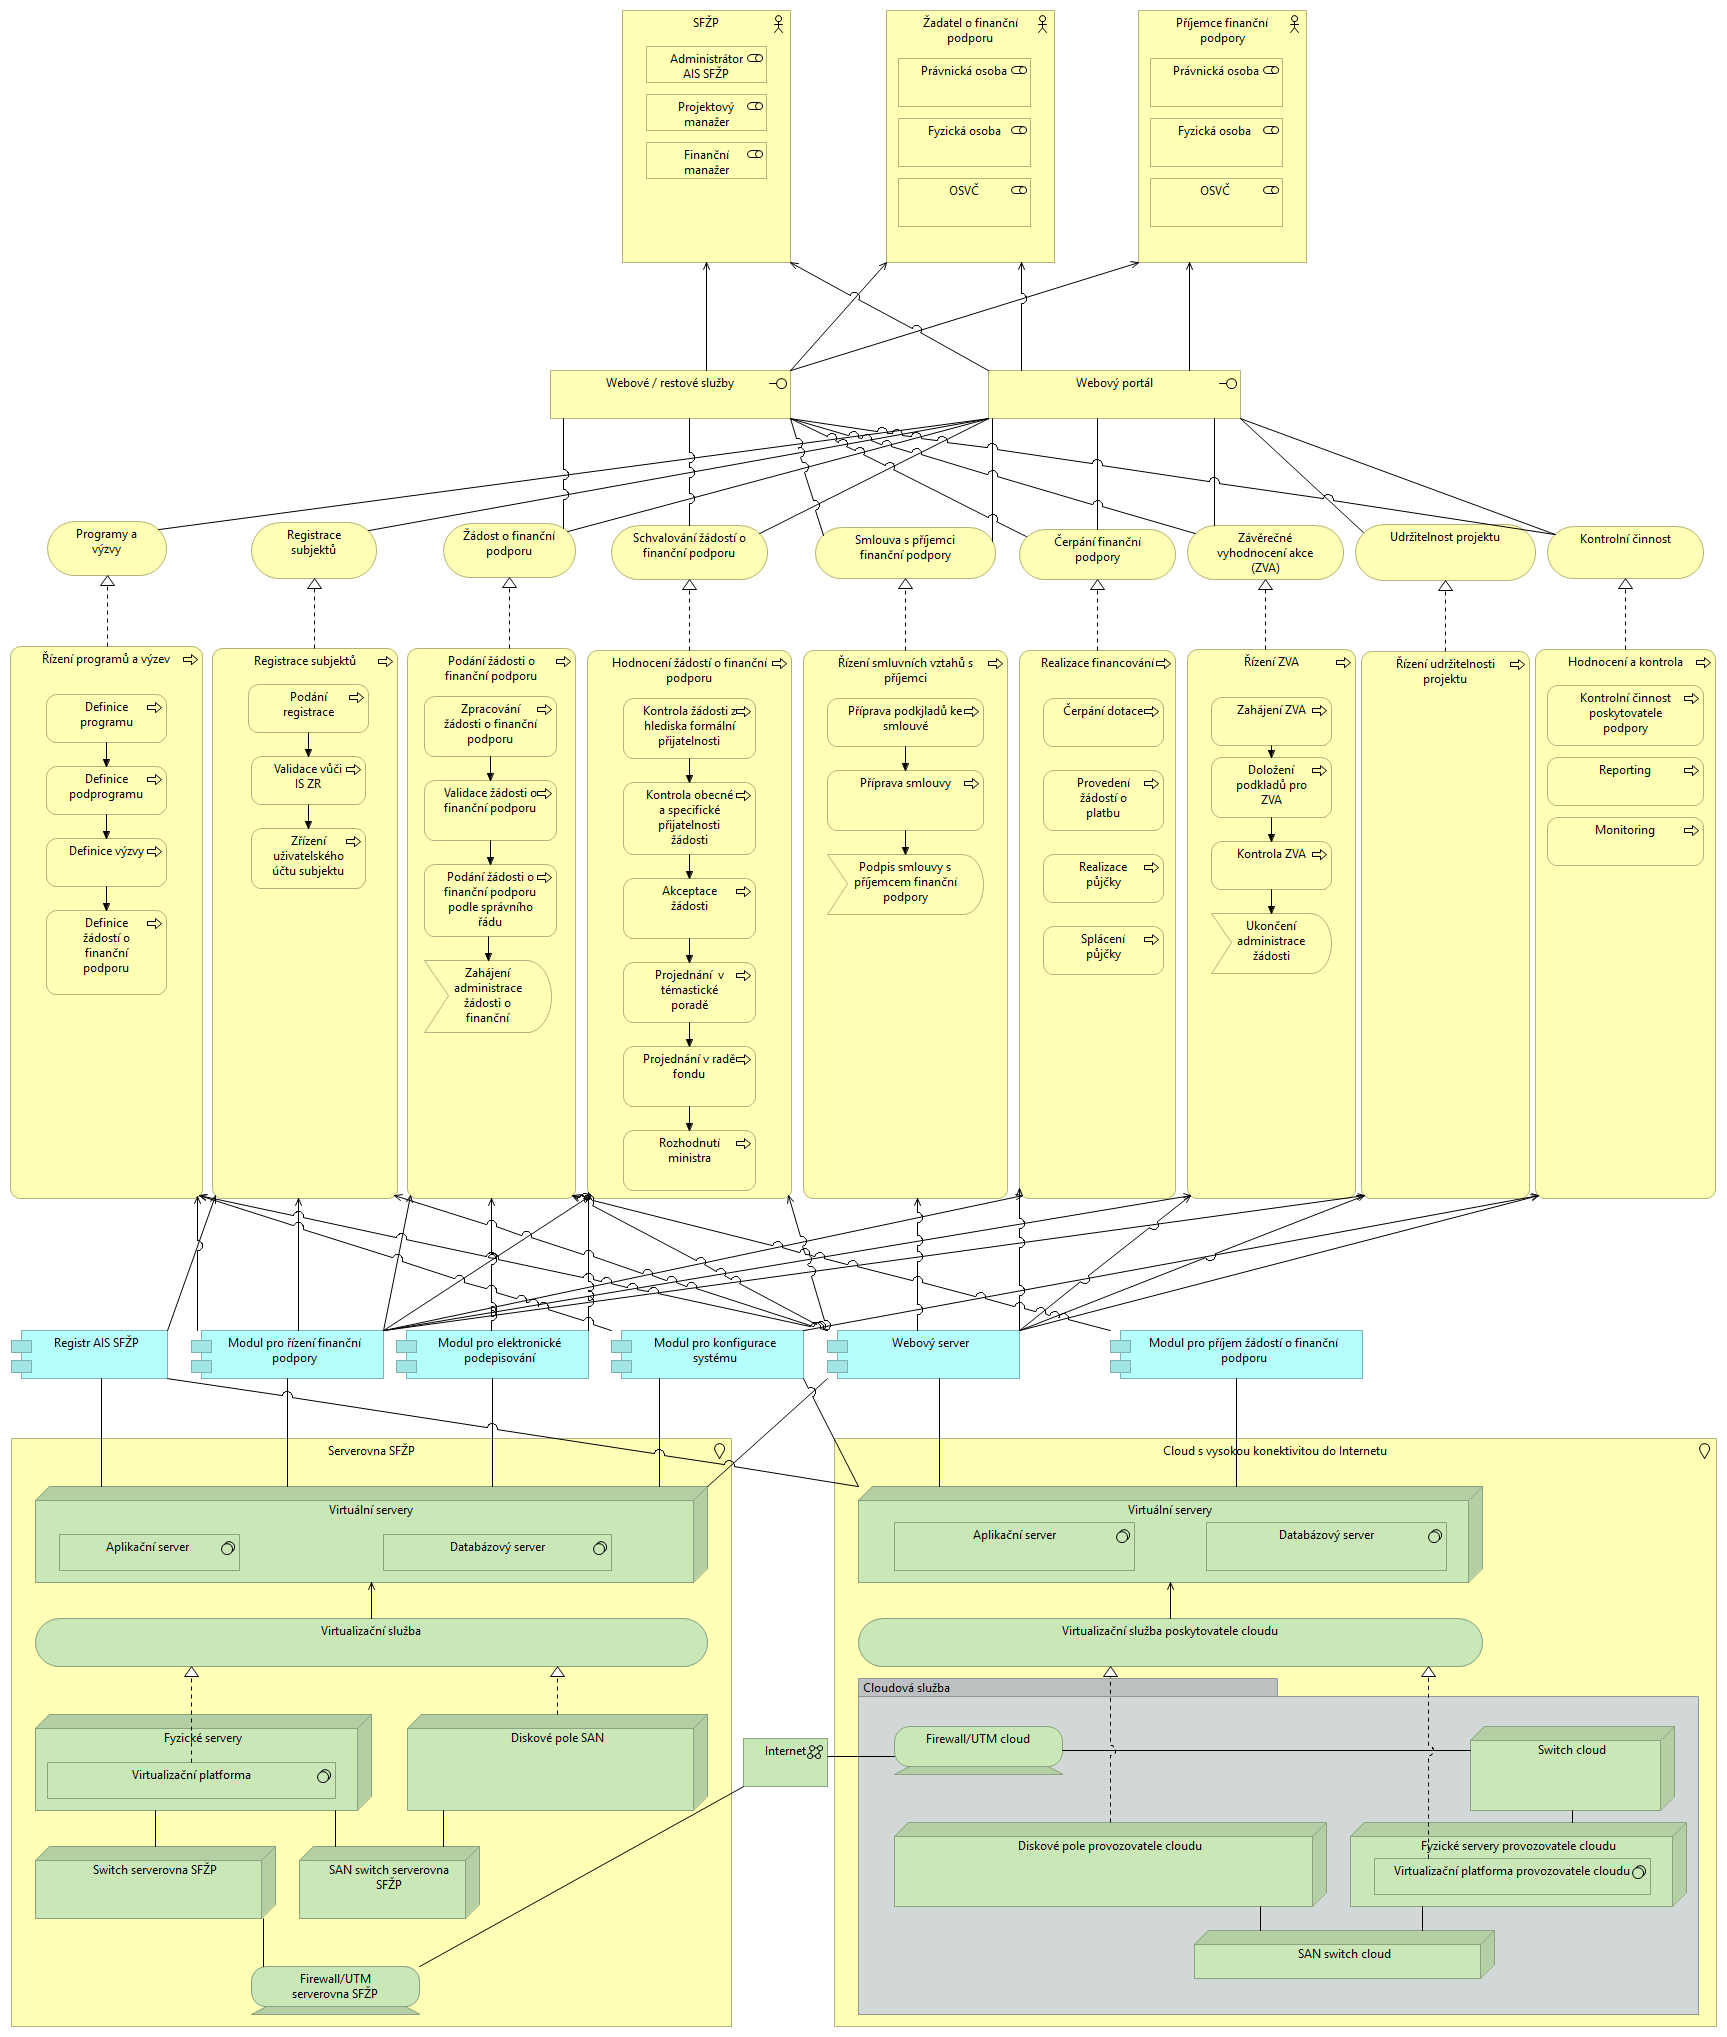 SFŽP
Administrátor
AIS SFŽP
Projektový
manažer
Finanční
manažer
Žadatel o finanční
podporu
Právnická osoba
Fyzická osoba
OSVČ
Příjemce finanční
podpory
Právnická osoba
Fyzická osoba
OSVČ
Webové / restové služby
Webový portál
Programy a
výzvy
Registrace
subjektů
Žádost o finanční
podporu
Schvalování žádostí o
finanční podporu
Smlouva s příjemci
finanční podpory
Čerpání finanční
podpory
Závěrečné
vyhodnocení akce
(ZVA)
Udržitelnost projektu
Kontrolní činnost
Řízení programů a výzev
Definice
programu
Definice
podprogramu
Definice výzvy
Definice
žádostí o
finanční
podporu
Registrace subjektů
Podání
registrace
Validace vůči
IS ZR
Zřízení
uživatelského
účtu subjektu
Podání žádosti o
finanční podporu
Zpracování
žádosti o finanční
podporu
Validace žádosti o
finanční podporu
Podání žádosti o
finanční podporu
podle správního
řádu
Zahájení
administrace
žádosti o
finanční
Hodnocení žádostí o finanční
podporu
Kontrola žádosti z
hlediska formální
přijatelnosti
Kontrola obecné
a specifické
přijatelnosti
žádosti
Akceptace
žádosti
Projednání  v
témastické
poradě
Projednání v radě
fondu
Rozhodnutí
ministra
Řízení smluvních vztahů s
příjemci
Příprava podkjladů ke
smlouvě
Příprava smlouvy
Podpis smlouvy s
příjemcem finanční
podpory
Realizace financování
Čerpání dotace
Provedení
žádostí o
platbu
Realizace
půjčky
Splácení
půjčky
Řízení ZVA
Zahájení ZVA
Doložení
podkladů pro
ZVA
Kontrola ZVA
Ukončení
administrace
žádosti
Řízení udržitelnosti
projektu
Hodnocení a kontrola
Kontrolní činnost
poskytovatele
podpory
Reporting
Monitoring
Registr AIS SFŽP
Modul pro řízení finanční
podpory
Modul pro elektronické
podepisování
Modul pro konfigurace
systému
Webový server
Modul pro příjem žádostí o finanční
podporu
Serverovna SFŽP
Virtuální servery
Aplikační server
Databázový server
Virtualizační služba
Fyzické servery
Virtualizační platforma
Diskové pole SAN
Switch serverovna SFŽP
SAN switch serverovna
SFŽP
Firewall/UTM
serverovna SFŽP
Internet
Cloud s vysokou konektivitou do Internetu
Virtuální servery
Aplikační server
Databázový server
Virtualizační služba poskytovatele cloudu
Cloudová služba
Firewall/UTM cloud
Switch cloud
Diskové pole provozovatele cloudu
Fyzické servery provozovatele cloudu
Virtualizační platforma provozovatele cloudu
SAN switch cloud